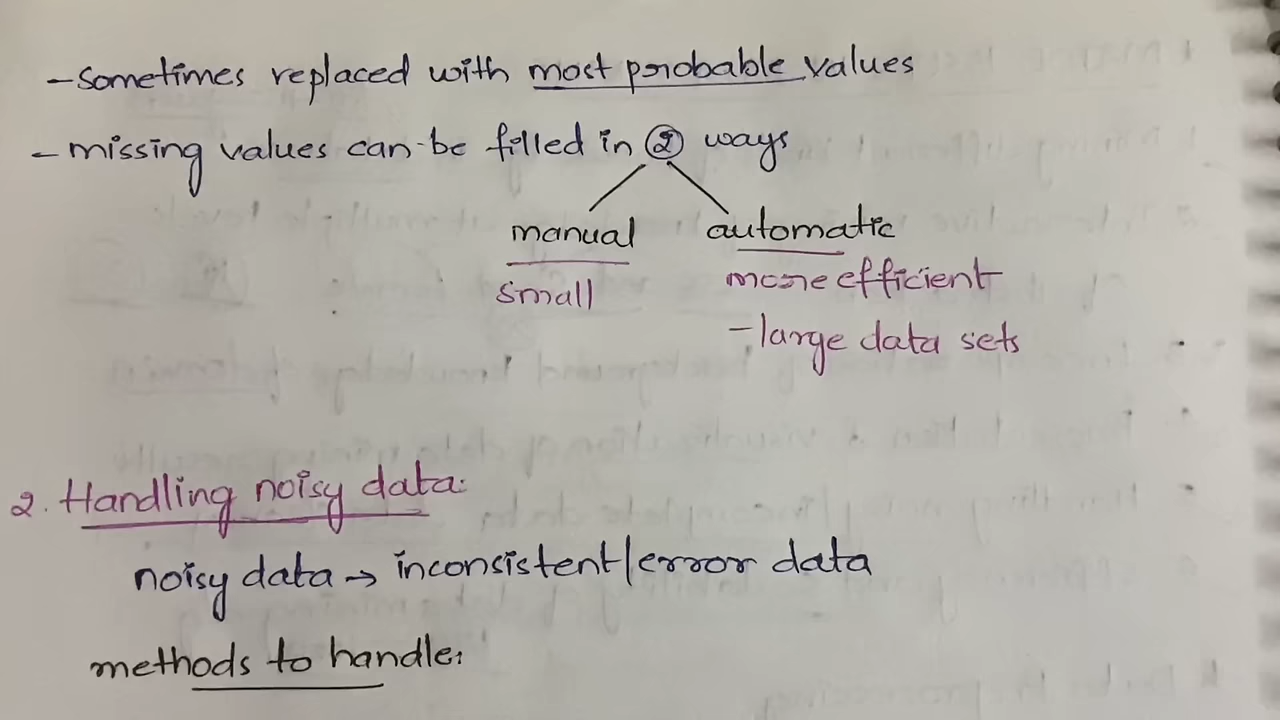 - sometimes replaced with most probable values
- missing values can be filled in ② ways
manual automatic
small more efficient
- large data sets
2. Handling noisy data:
noisy data → inconsistent/error data
methods to handle: